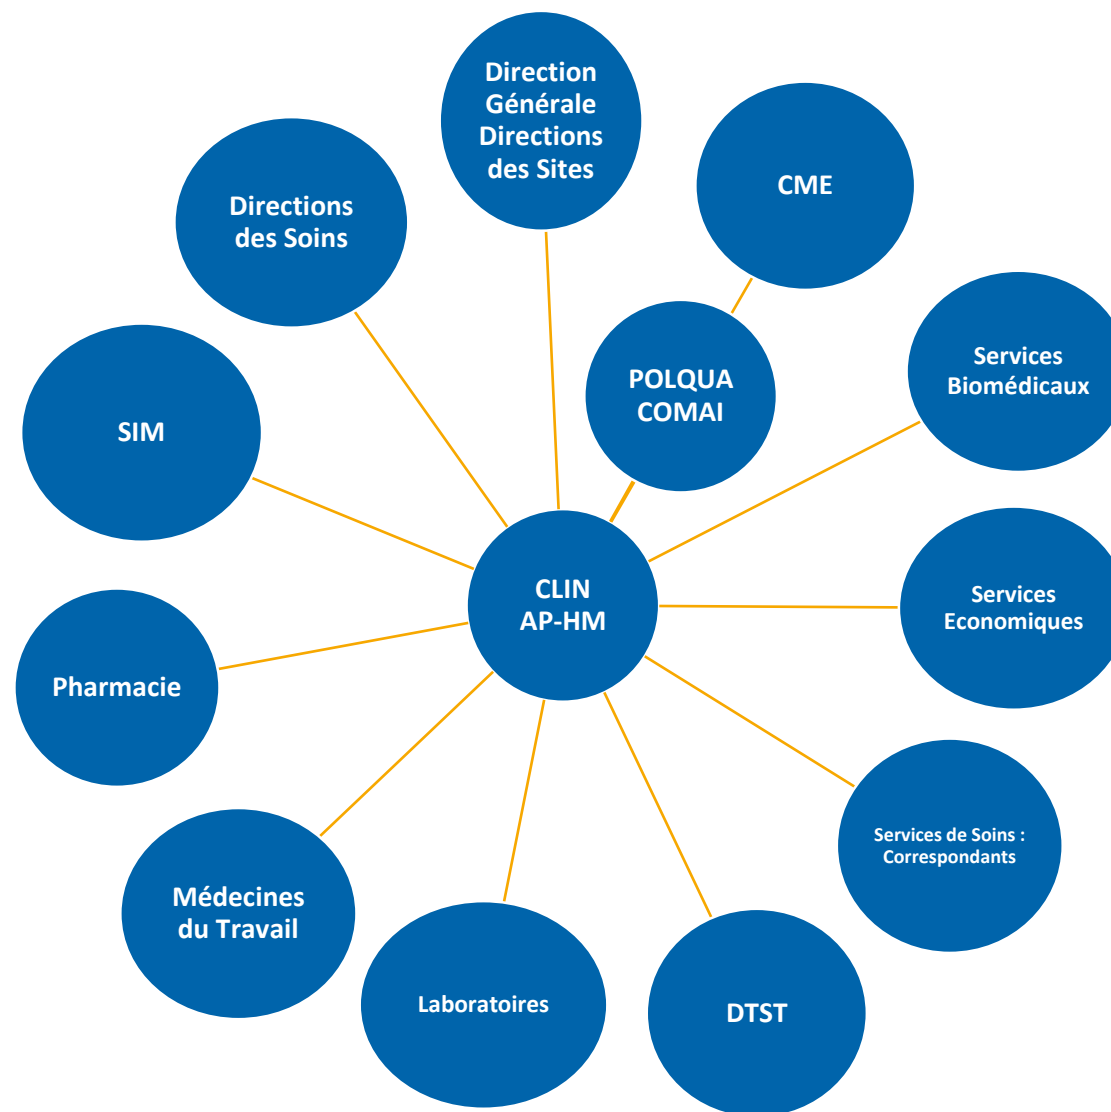 Direction
Générale
Directions
des Sites
CME
Directions
des Soins
Services
Biomédicaux
POLQUA
COMAI
SIM
CLIN
AP-HM
Services
Economiques
Pharmacie
Services de Soins :
Correspondants
Médecines
du Travail
Laboratoires
DTST